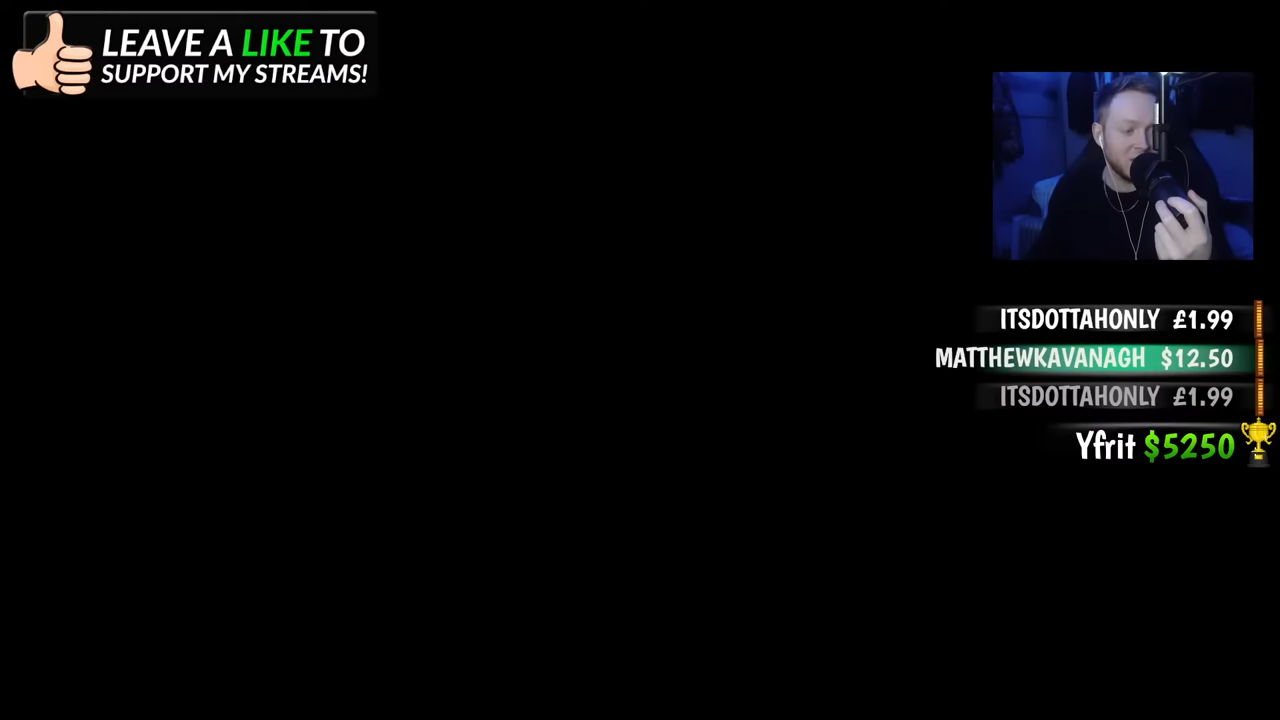 LEAVE A LIKE TO
SUPPORT MY STREAMS!
ITSDOTTAHONLY £1.99
MATTHEWKAVANAGH $12.50
ITSDOTTAHONLY £1.99
Yfrit $5250